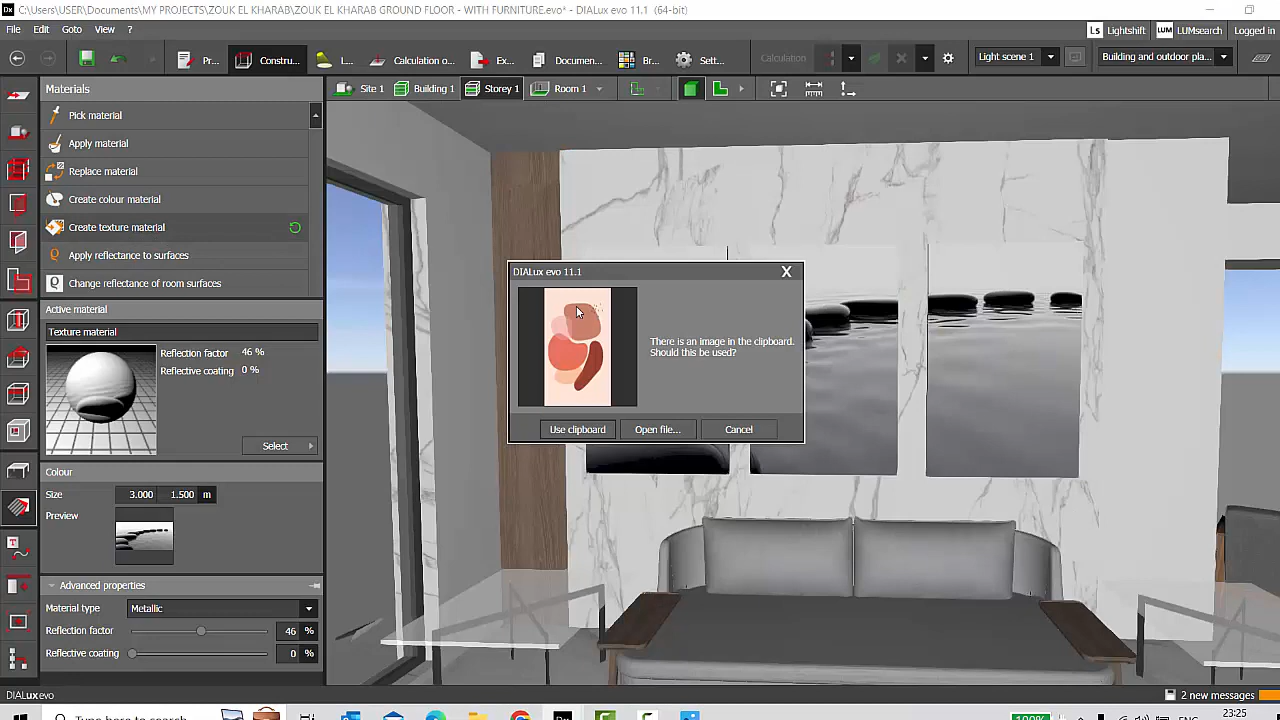 C:\Users\USER\Documents\MY PROJECTS\ZOUK EL KHARAB\ZOUK EL KHARAB GROUND FLOOR - WITH FURNITURE.evo* - DIALux evo 11.1 (64-bit)
File Edit GoTo View ?
Ls Lightshift LUM LUMsearch Logged in
Pr... Constru... L... Calculation o... Ex... Documen... Br... Sett... Calculation Light scene 1 Building and outdoor pla...
Materials
Site 1 Building 1 Storey 1 Room 1
Pick material
Apply material
Replace material
Create colour material
Create texture material
Apply reflectance to surfaces
Change reflectance of room surfaces
Active material
Texture material
Reflection factor 46 %
Reflective coating 0 %
Select
Colour
Size 3.000 1.500 m
Preview
Advanced properties
Material type Metallic
Reflection factor 46 %
Reflective coating 0 %
DIALux evo 11.1 X
There is an image in the clipboard.
Should this be used?
Use clipboard Open file... Cancel
DIALux evo
2 new messages
Type here to search
100%
ENG
23:25